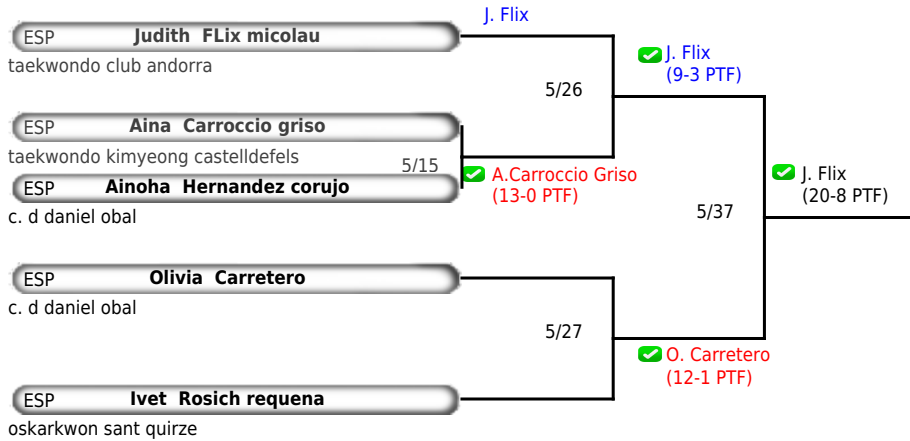 J. Flix
ESP Judith FLix micolau
taekwondo club andorra
J. Flix
(9-3 PTF)
5/26
ESP Aina Carroccio griso
taekwondo kimyeong castelldefels
5/15
A.Carroccio Griso
(13-0 PTF)
ESP Ainoha Hernandez corujo
c. d daniel obal
J. Flix
(20-8 PTF)
5/37
ESP Olivia Carretero
c. d daniel obal
5/27
O. Carretero
(12-1 PTF)
ESP Ivet Rosich requena
oskarkwon sant quirze